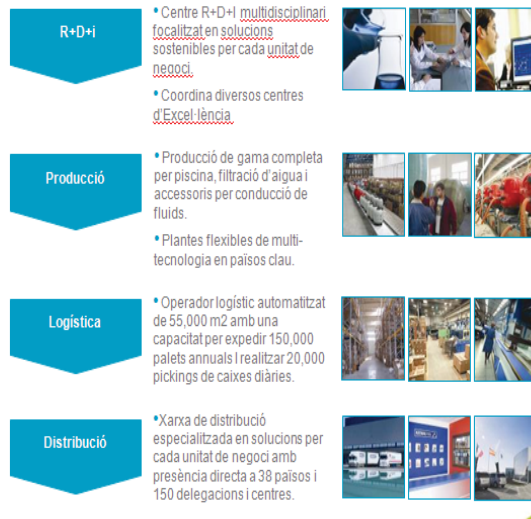 R+D+i
• Centre R+D+I multidisciplinari
focalitzat en solucions
sostenibles per cada unitat de
negoci.
• Coordina diversos centres
d'Excel·lència
Producció
• Producció de gama completa
per piscina, filtració d'aigua i
accessoris per conducció de
fluids.
• Plantes flexibles de multi-
tecnologia en països clau.
Logística
• Operador logístic automatitzat
de 55,000 m2 amb una
capacitat per expedir 150,000
palets annuals I realitzar 20,000
pickings de caixes diàries.
Distribució
•Xarxa de distribució
especialitzada en solucions per
cada unitat de negoci amb
presència directa a 38 països i
150 delegacions i centres.